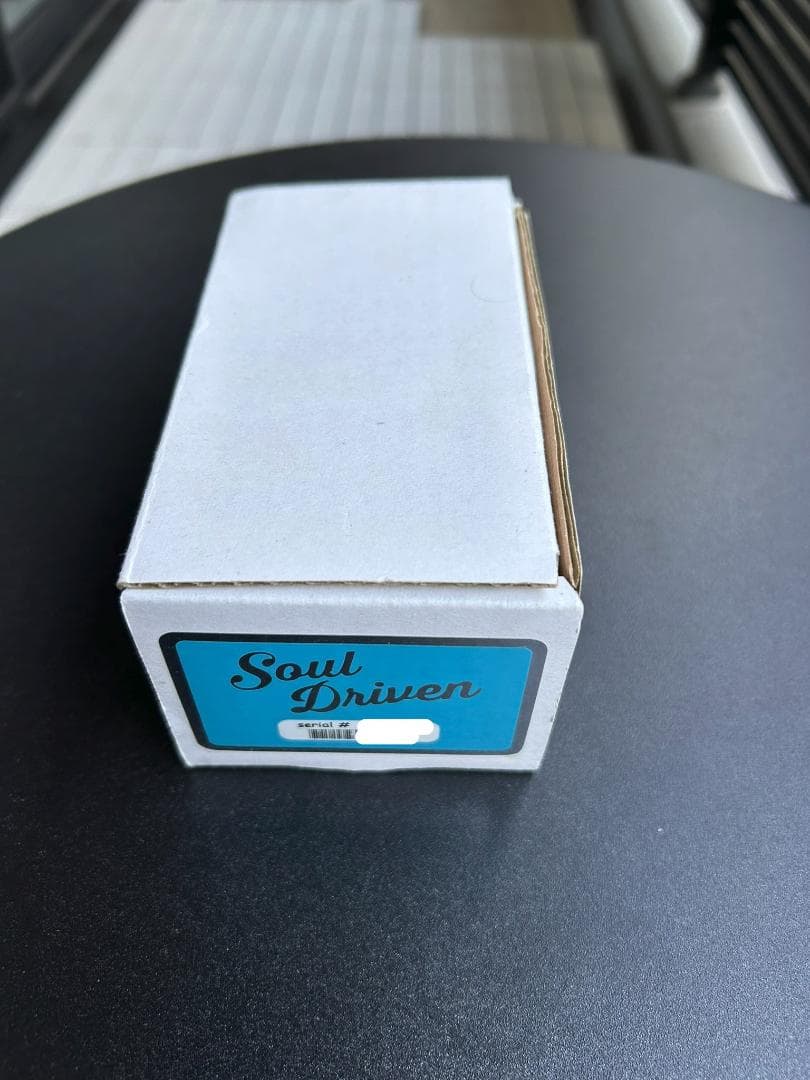 Soul
Driven
serial #